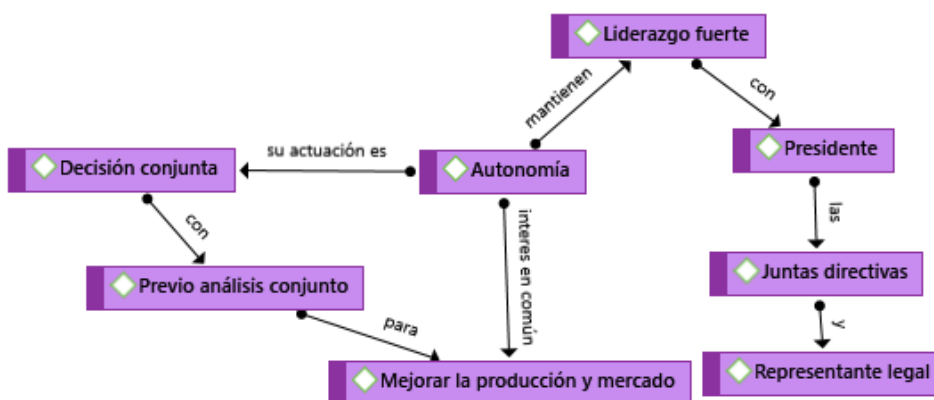 Liderazgo fuerte
mantienen
con
Presidente
su actuación es
Decisión conjunta
Autonomía
las
con
interes en común
Juntas directivas
Previo análisis conjunto
para
y
Mejorar la producción y mercado
Representante legal